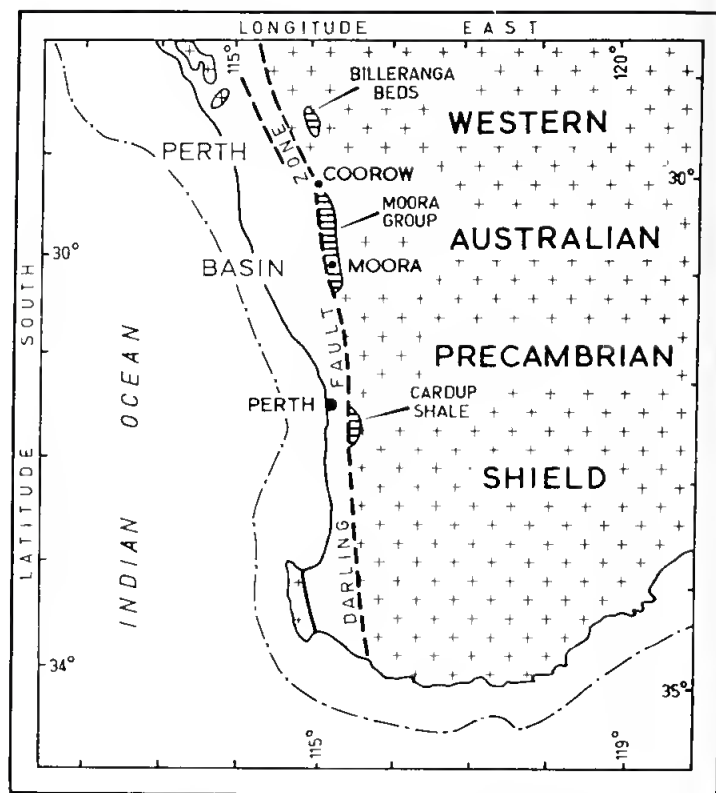 LONGITUDE EAST
115°
120°
BILLERANGA
BEDS
WESTERN
PERTH
ZONE
COOROW
30°
MOORA
GROUP
AUSTRALIAN
30°
BASIN
MOORA
SOUTH
FAULT
PRECAMBRIAN
OCEAN
PERTH
CARDUP
SHALE
SHIELD
LATITUDE
INDIAN
DARLING
34°
35°
115°
119°